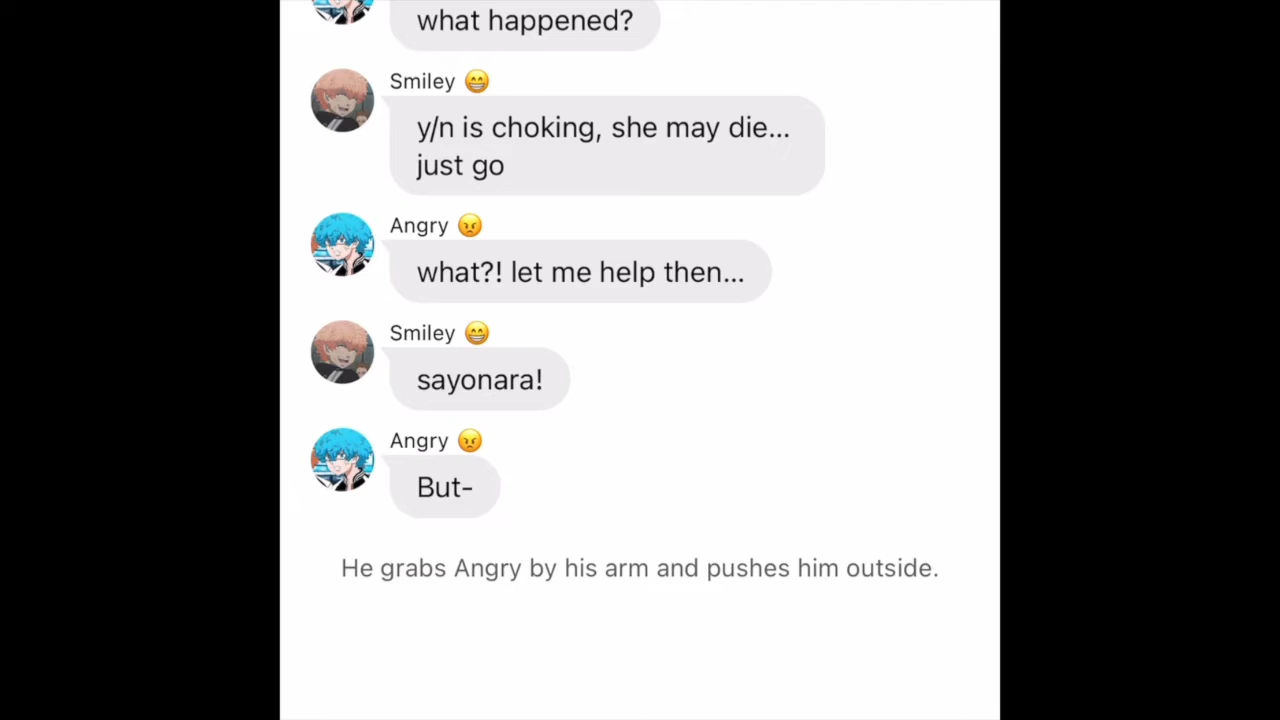 what happened?
Smiley 😁
y/n is choking, she may die...
just go
Angry 😠
what?! let me help then...
Smiley 😁
sayonara!
Angry 😠
But-
He grabs Angry by his arm and pushes him outside.